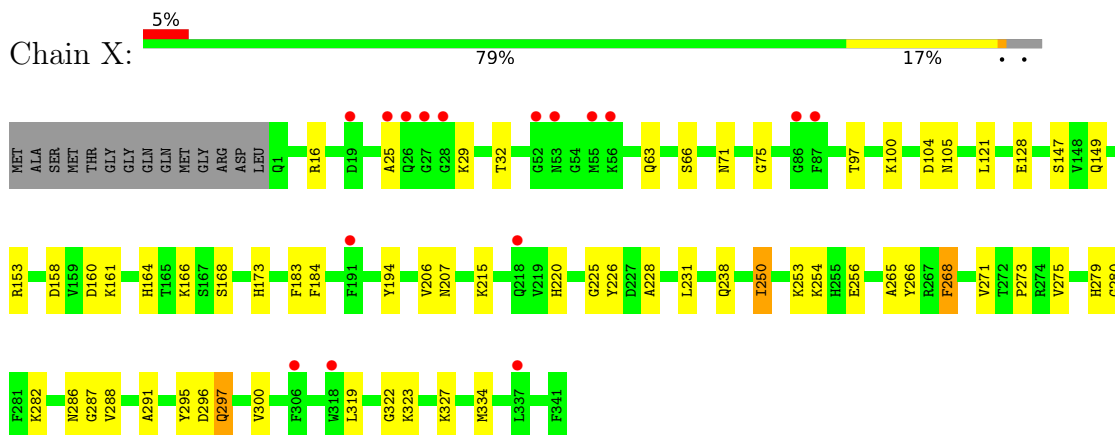 5%
Chain X:
79% 17% • •
MET ALA SER MET THR GLY GLY GLN GLN MET GLY ARG ASP LEU Q1 R16 D19 A25 Q26 G27 G28 K29 T32 G52 N53 G54 M55 K56 Q63 S66 N71 G75 G86 F87 T97 K100 D104 N105 L121 E128 S147 V148 Q149
R153 D158 V159 D160 K161 H164 T165 K166 S167 S168 H173 F183 F184 F191 Y194 V206 N207 K215 Q218 V219 H220 G225 Y226 D227 A228 L231 Q238 I250 K253 K254 H255 E256 A265 Y266 R267 F268 V271 T272 P273 R274 V275 H279 G280
F281 K282 N286 G287 V288 A291 Y295 D296 Q297 V300 F306 W318 L319 G322 K323 K327 M334 L337 F341